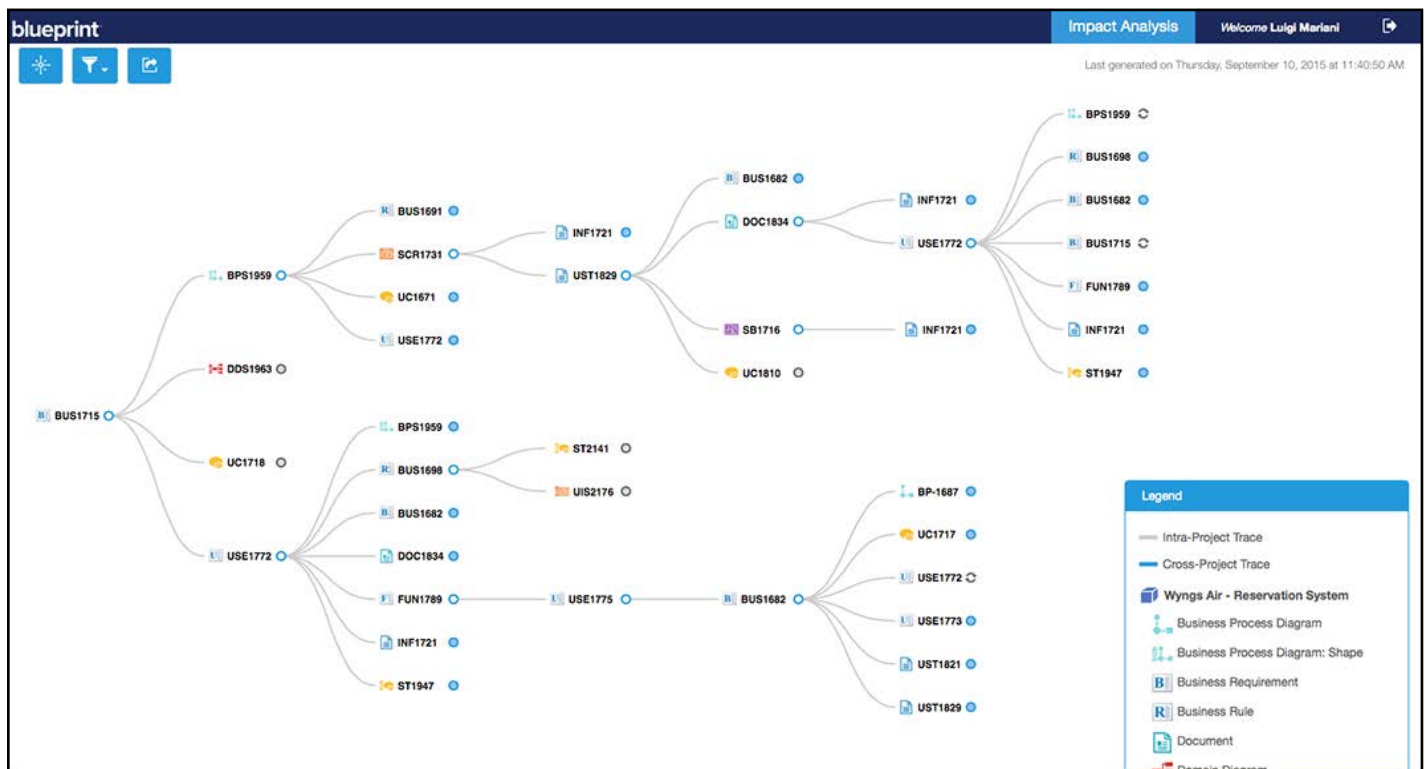 blueprint
Impact Analysis
Welcome Luigi Mariani
Last generated on Thursday, September 10, 2015 at 11:40:50 AM
BPS1959
BUS1698
BUS1682
BUS1682
BUS1691
INF1721
DOC1834
INF1721
BUS1715
SCR1731
UST1829
USE1772
BPS1959
UC1671
FUN1789
USE1772
SB1716
INF1721
INF1721
DDS1963
UC1810
ST1947
BUS1715
BPS1959
ST2141
UC1718
BUS1698
UIS2176
BP-1687
BUS1682
UC1717
USE1772
DOC1834
USE1772
FUN1789
USE1775
BUS1682
USE1773
INF1721
UST1821
ST1947
UST1829
Legend
Intra-Project Trace
Cross-Project Trace
Wyngs Air - Reservation System
Business Process Diagram
Business Process Diagram: Shape
B Business Requirement
R Business Rule
Document
Domain Diagram